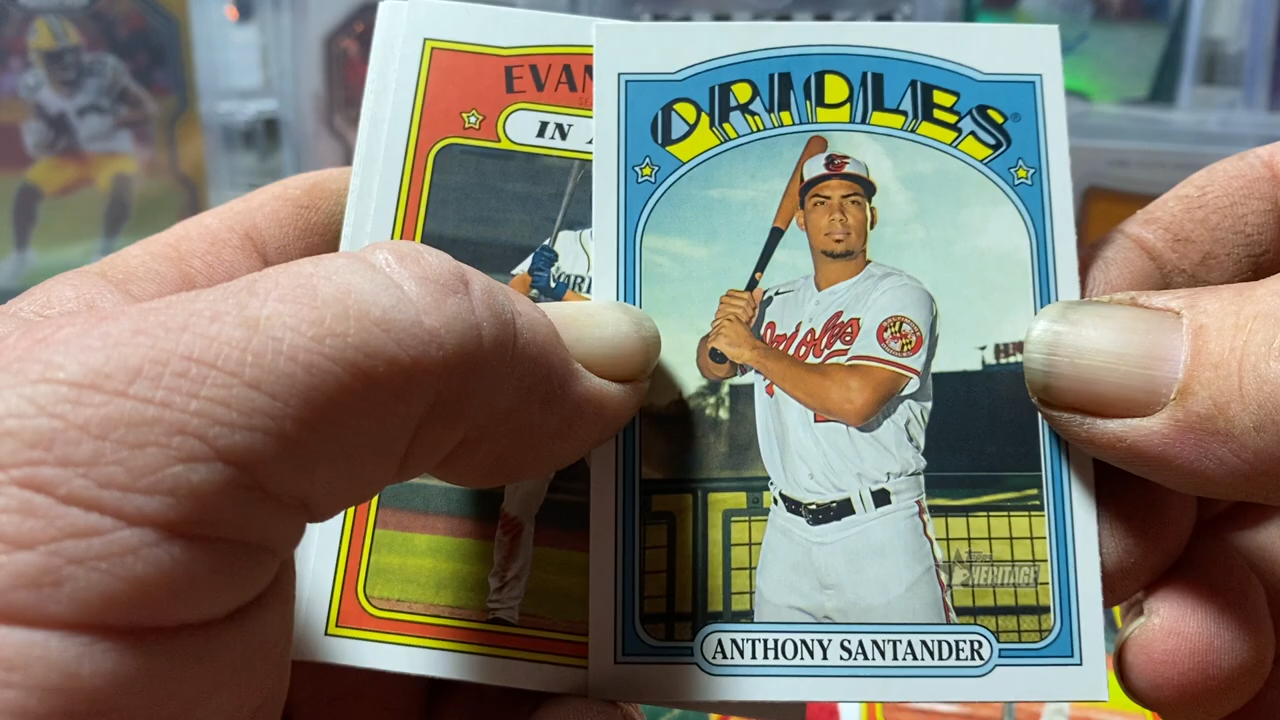 EVAN
IN
ORIOLES®
Orioles
Topps
HERITAGE
ANTHONY SANTANDER